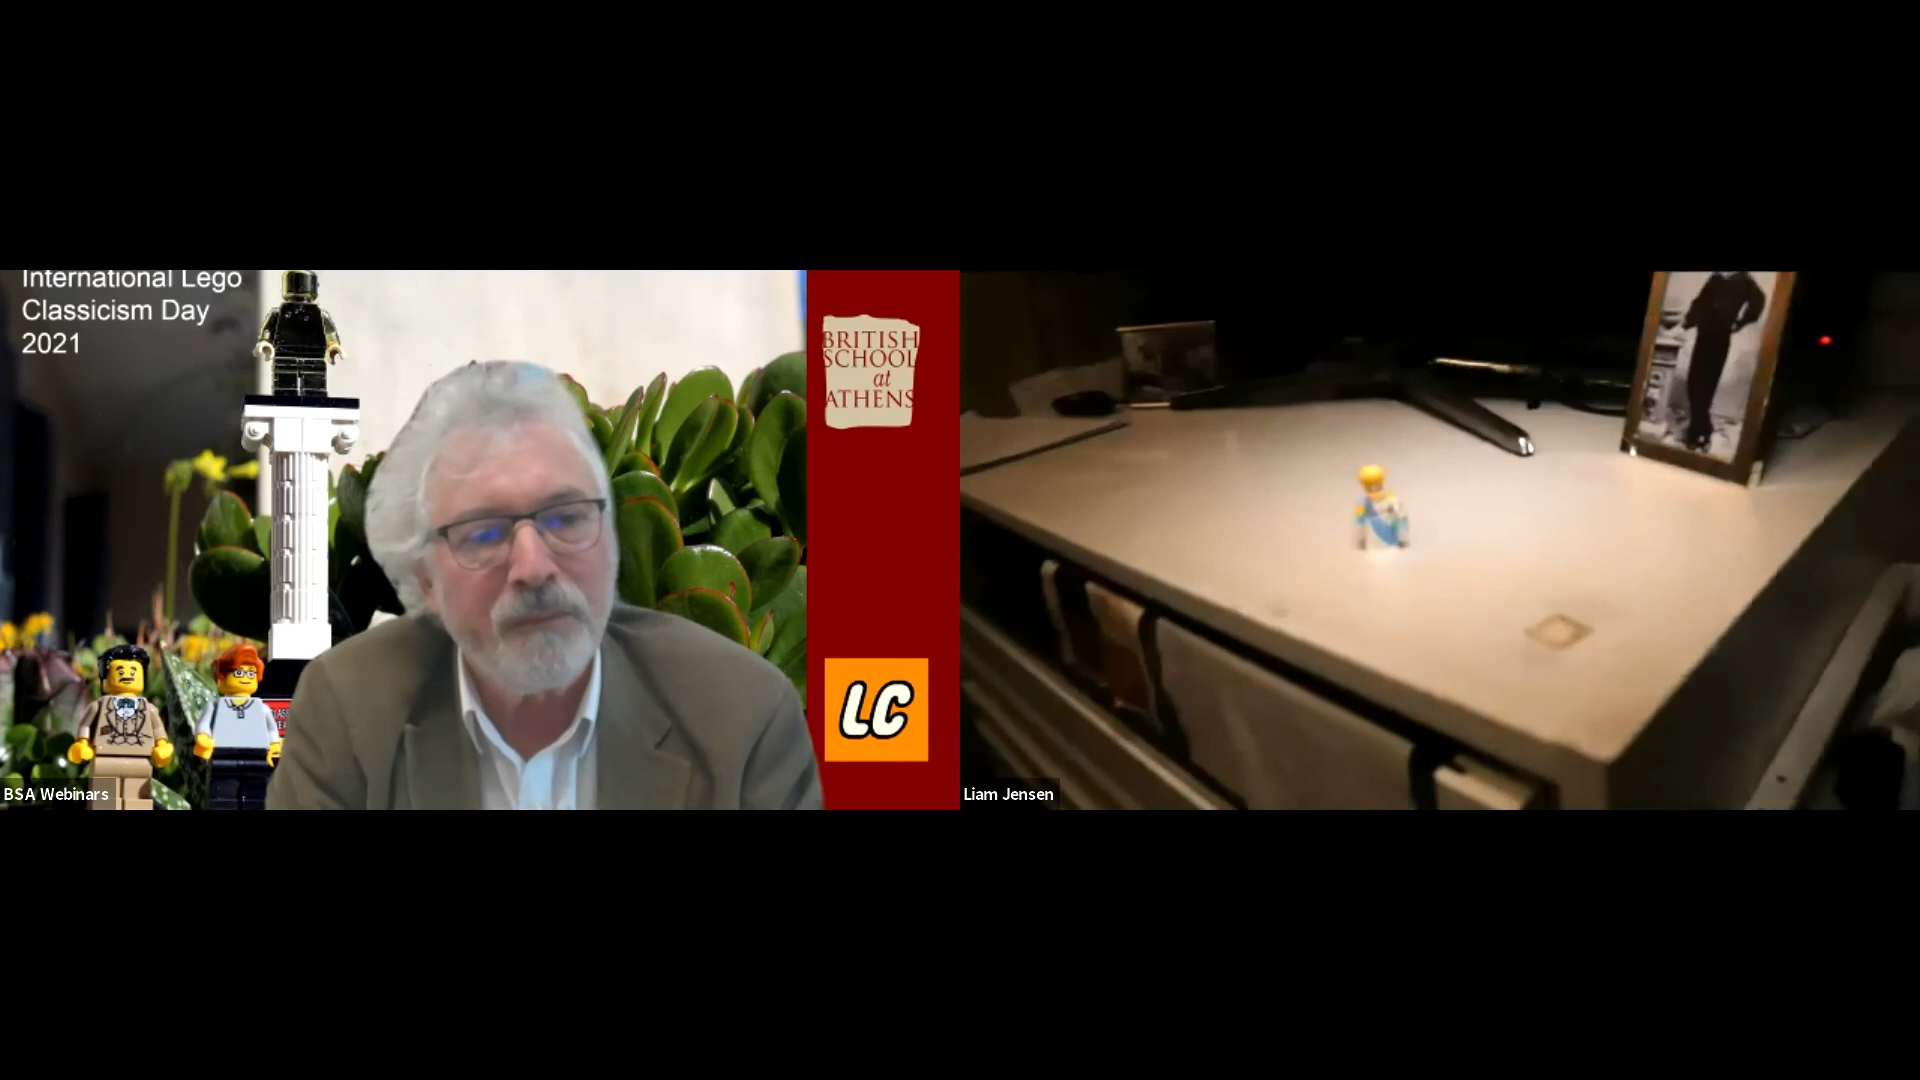 International Lego
Classicism Day
2021
BRITISH
SCHOOL
at
ATHENS
LC
BSA Webinars
Liam Jensen